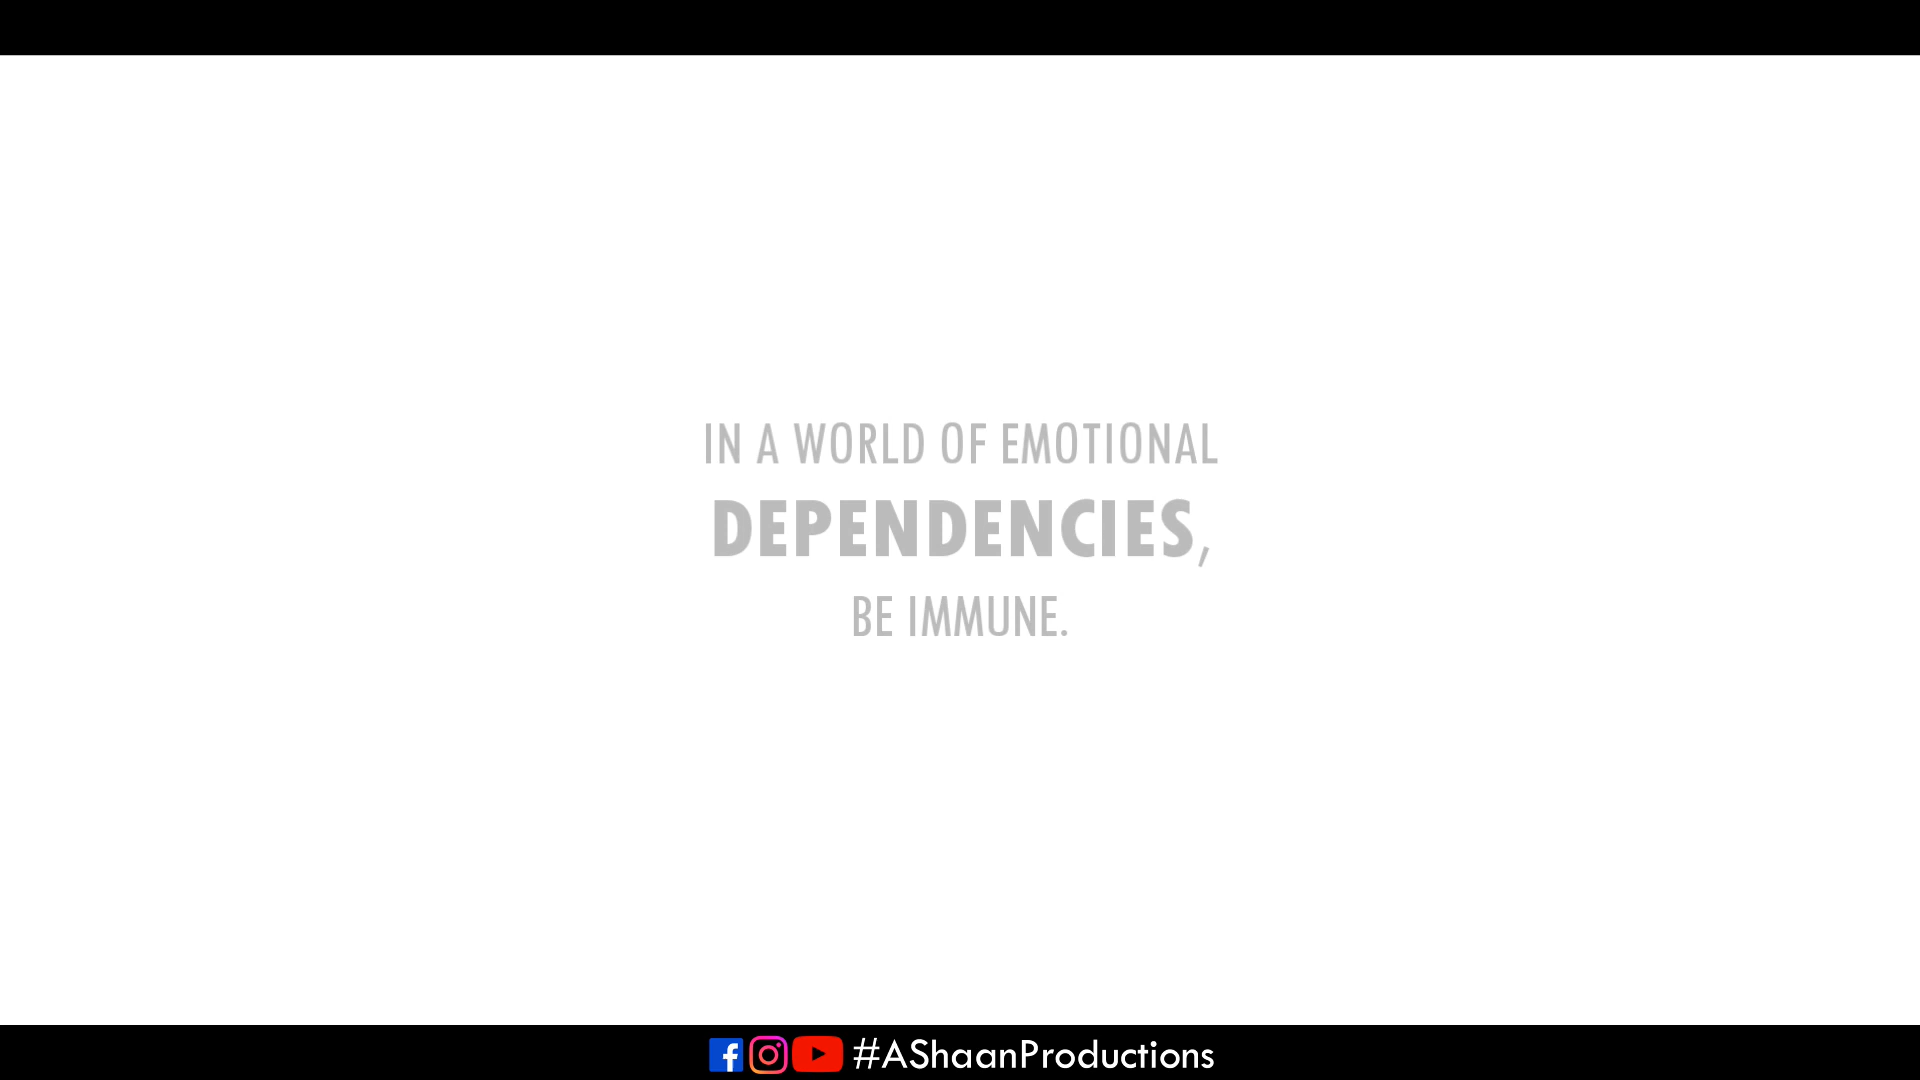 IN A WORLD OF EMOTIONAL
DEPENDENCIES,
BE IMMUNE.
#AShaanProductions